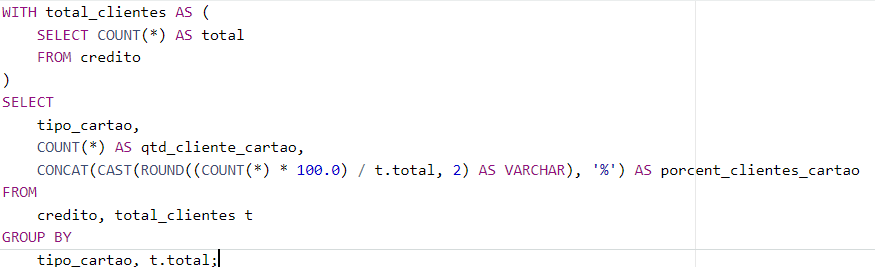 WITH total_clientes AS (
    SELECT COUNT(*) AS total
    FROM credito
)
SELECT
    tipo_cartao,
    COUNT(*) AS qtd_cliente_cartao,
    CONCAT(CAST(ROUND((COUNT(*) * 100.0) / t.total, 2) AS VARCHAR), '%') AS porcent_clientes_cartao
FROM
    credito, total_clientes t
GROUP BY
    tipo_cartao, t.total;